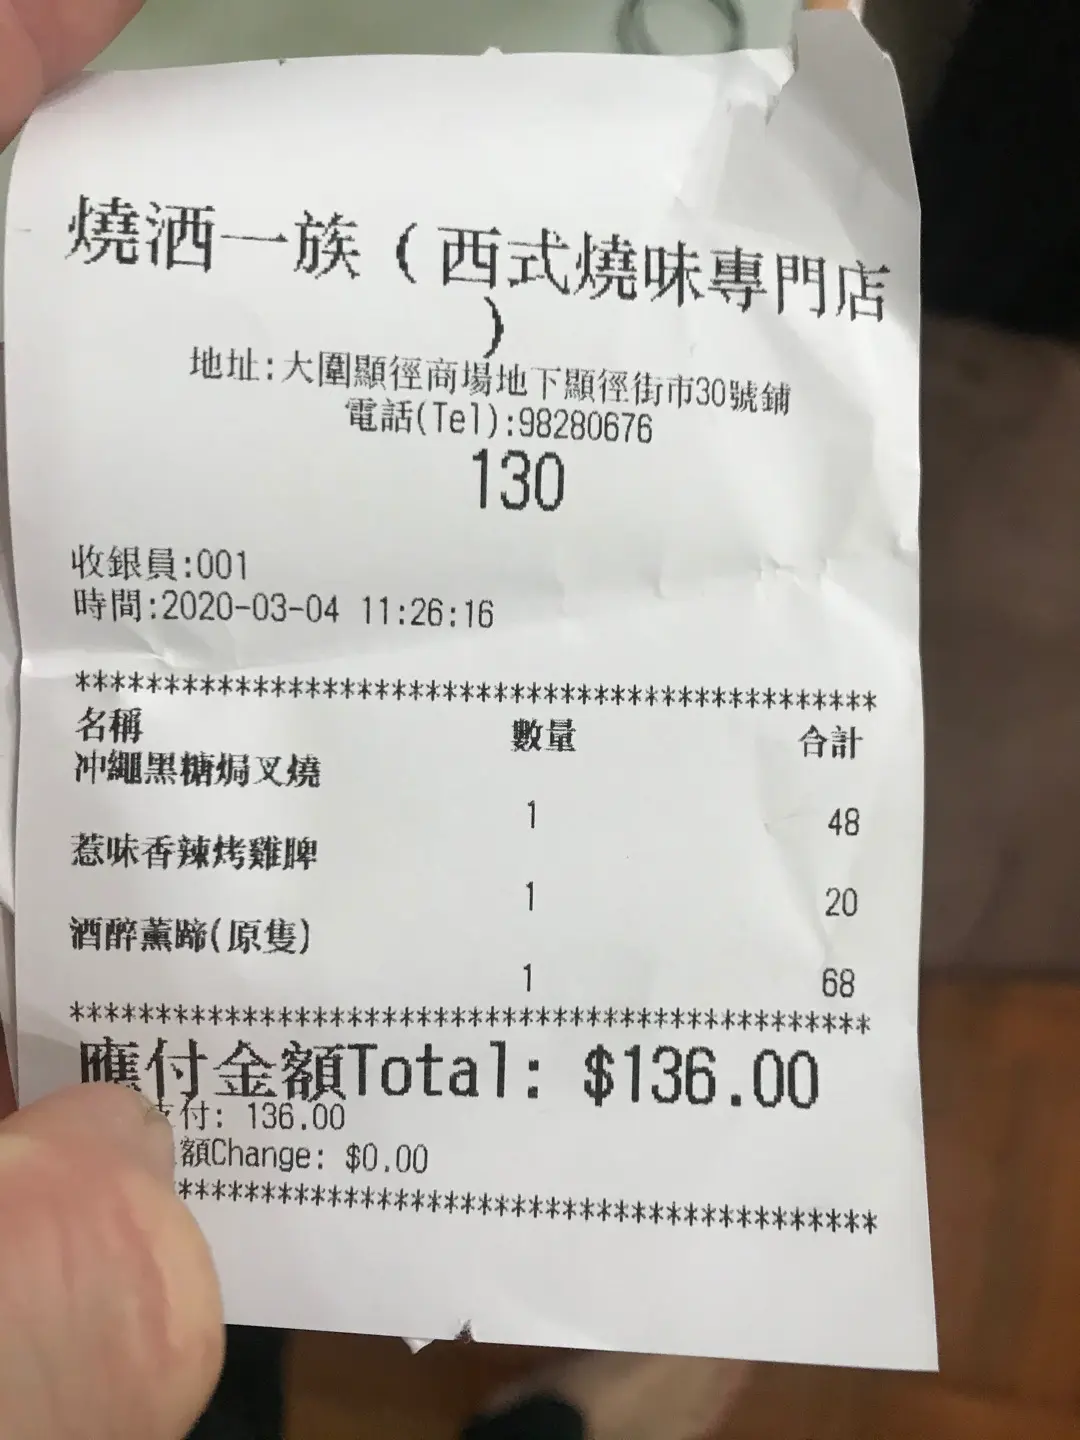 燒酒一族（西式燒味專門店
）
地址:大圍顯徑商場地下顯徑街市30號鋪
電話(Tel):98280676
130
收銀員:001
時間:2020-03-04 11:26:16
***********************************************
名稱 數量 合計
冲繩黑糖焗叉燒
1 48
惹味香辣烤雞脾
1 20
酒醉薰蹄(原隻)
1 68
***********************************************
應付金額Total: $136.00
支付: 136.00
額Change: $0.00
*****************************************